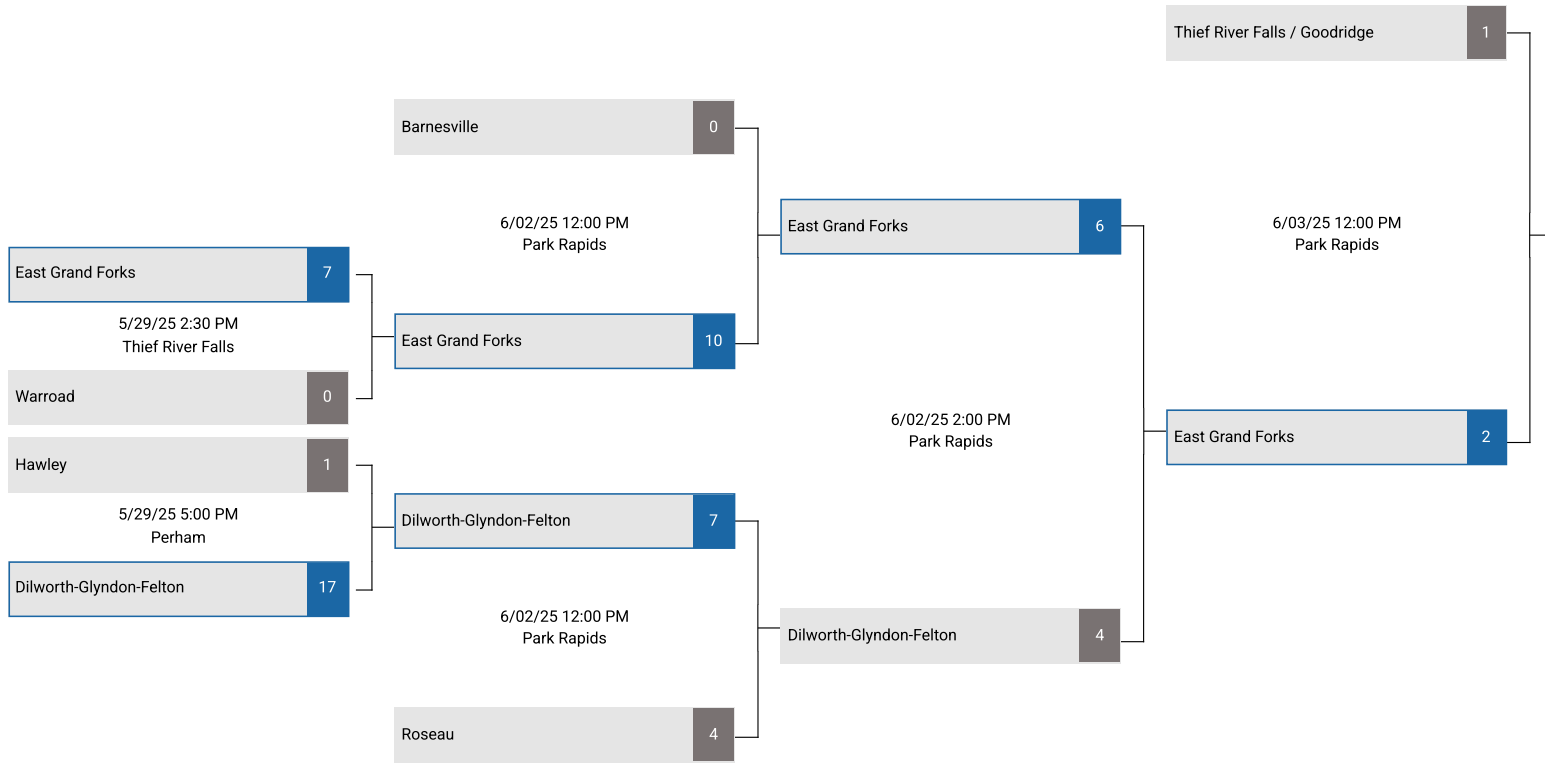 Thief River Falls / Goodridge 1
Barnesville 0
6/02/25 12:00 PM
Park Rapids
East Grand Forks 6
6/03/25 12:00 PM
Park Rapids
East Grand Forks 7
5/29/25 2:30 PM
Thief River Falls
East Grand Forks 10
Warroad 0
6/02/25 2:00 PM
Park Rapids
East Grand Forks 2
Hawley 1
5/29/25 5:00 PM
Perham
Dilworth-Glyndon-Felton 7
Dilworth-Glyndon-Felton 17
6/02/25 12:00 PM
Park Rapids
Dilworth-Glyndon-Felton 4
Roseau 4